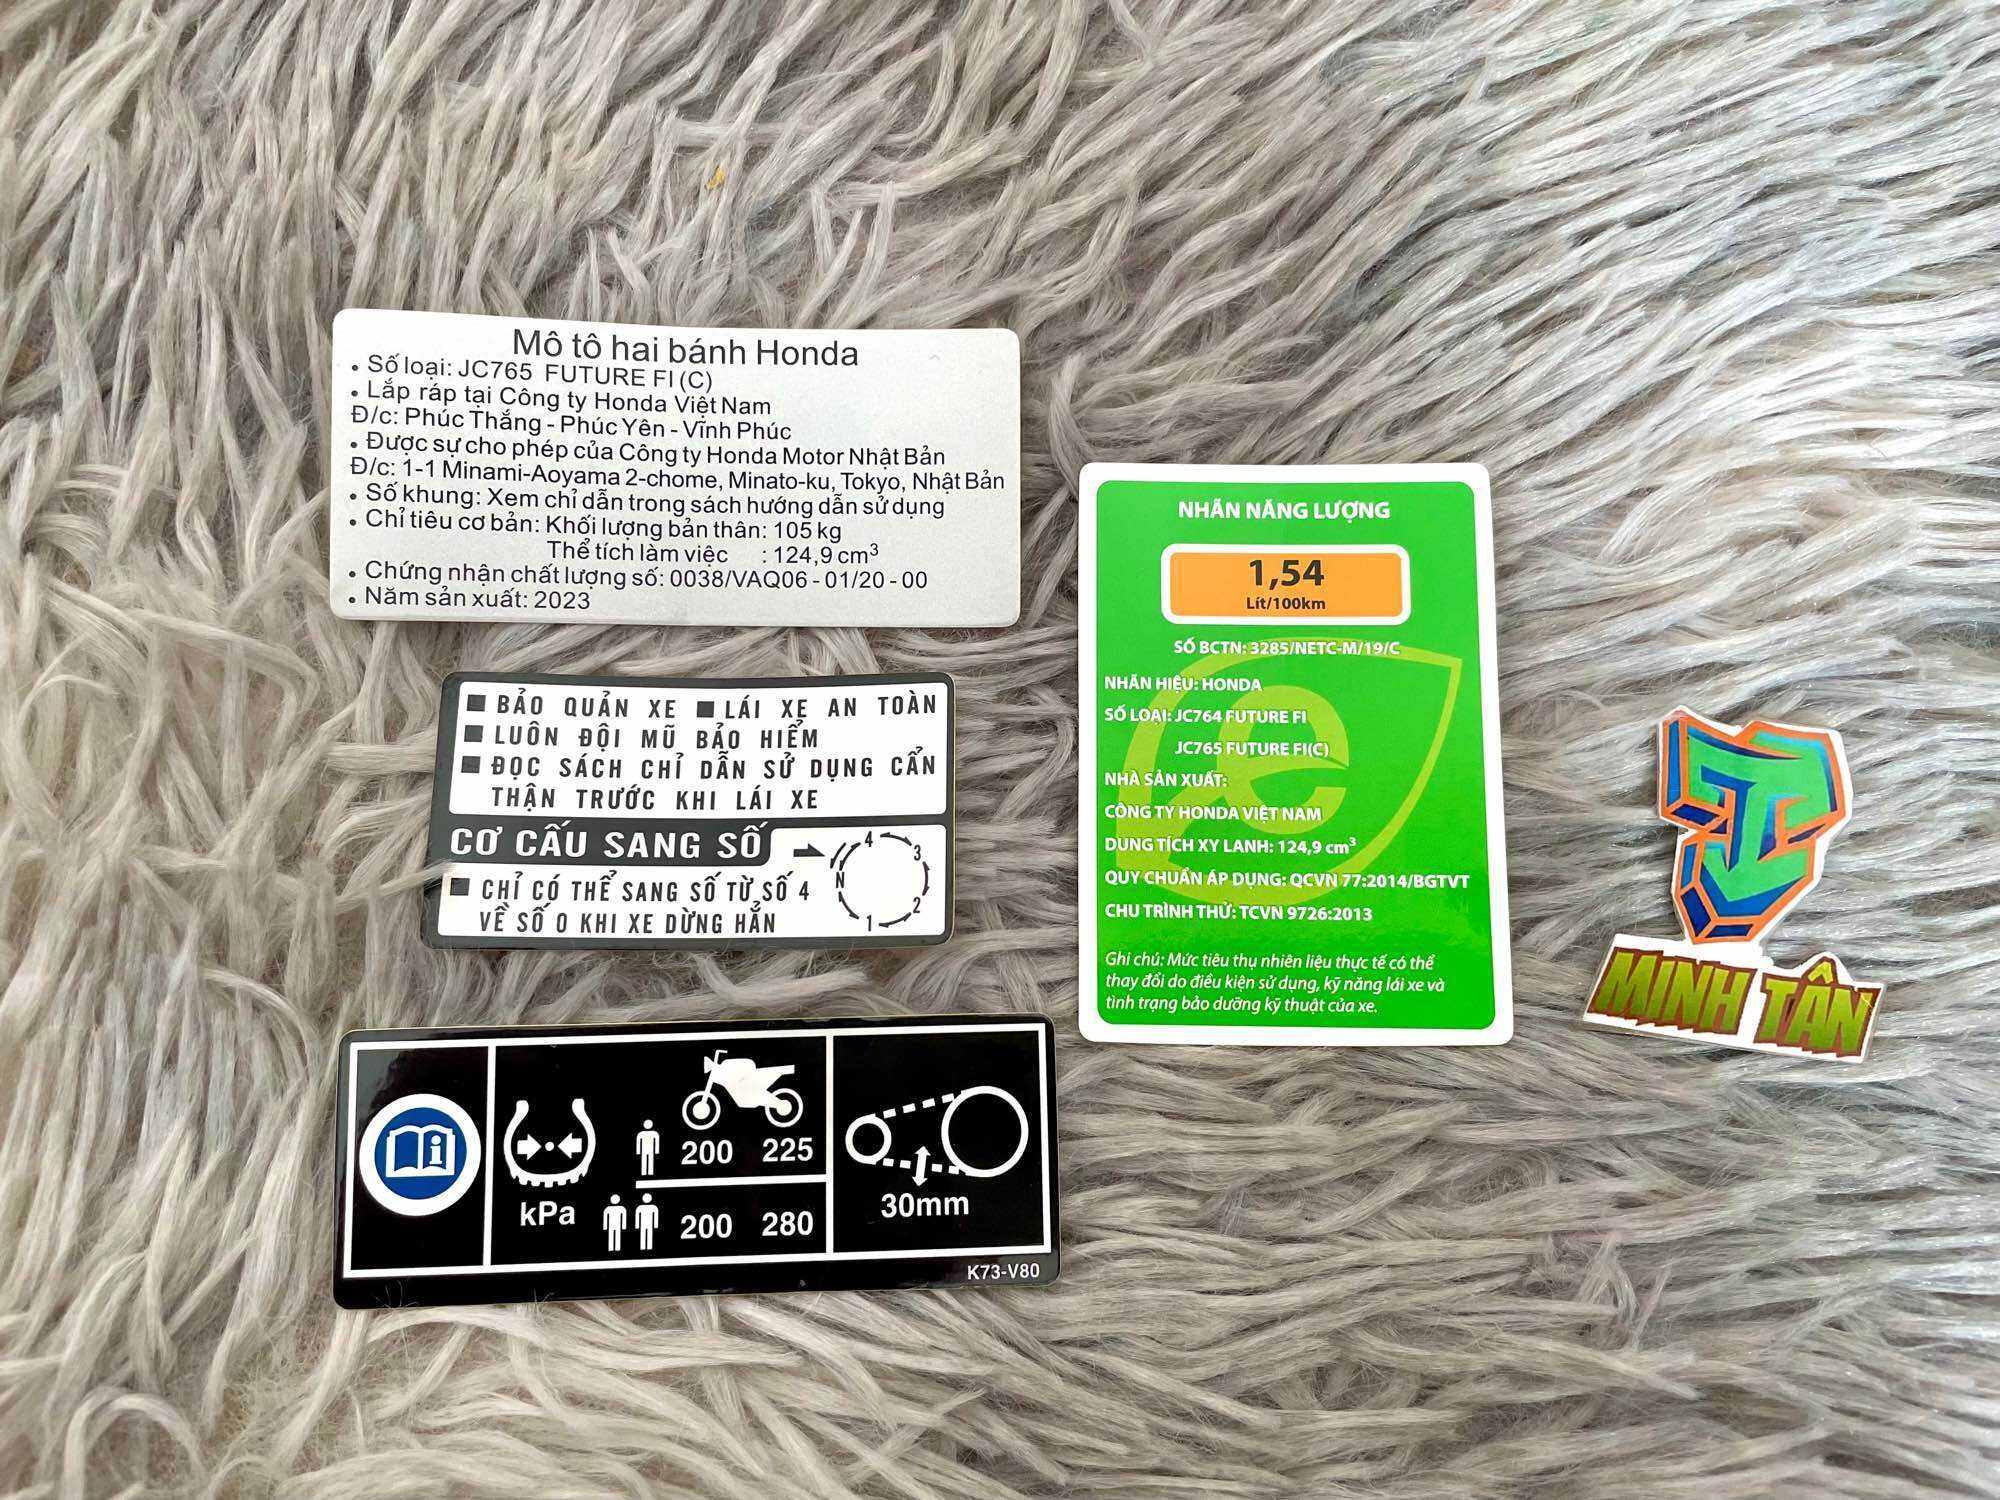 Mô tô hai bánh Honda
• Số loại: JC765 FUTURE FI (C)
• Lắp ráp tại Công ty Honda Việt Nam
Đ/c: Phúc Thắng - Phúc Yên - Vĩnh Phúc
• Được sự cho phép của Công ty Honda Motor Nhật Bản
Đ/c: 1-1 Minami-Aoyama 2-chome, Minato-ku, Tokyo, Nhật Bản
• Số khung: Xem chỉ dẫn trong sách hướng dẫn sử dụng
• Chỉ tiêu cơ bản: Khối lượng bản thân: 105 kg
Thể tích làm việc : 124,9 cm³
• Chứng nhận chất lượng số: 0038/VAQ06 - 01/20 - 00
• Năm sản xuất: 2023
■ BẢO QUẢN XE ■ LÁI XE AN TOÀN
■ LUÔN ĐỘI MŨ BẢO HIỂM
■ ĐỌC SÁCH CHỈ DẪN SỬ DỤNG CẨN
THẬN TRƯỚC KHI LÁI XE
CƠ CẤU SANG SỐ
■ CHỈ CÓ THỂ SANG SỐ TỪ SỐ 4
VỀ SỐ 0 KHI XE DỪNG HẲN
4
3
N
2
1
i
kPa
200 225
200 280
30mm
K73-V80
NHÃN NĂNG LƯỢNG
1,54
Lít/100km
SỐ BCTN: 3285/NETC-M/19/C
NHÃN HIỆU: HONDA
SỐ LOẠI: JC764 FUTURE FI
JC765 FUTURE FI(C)
NHÀ SẢN XUẤT:
CÔNG TY HONDA VIỆT NAM
DUNG TÍCH XY LANH: 124,9 cm³
QUY CHUẨN ÁP DỤNG: QCVN 77:2014/BGTVT
CHU TRÌNH THỬ: TCVN 9726:2013
Ghi chú: Mức tiêu thụ nhiên liệu thực tế có thể
thay đổi do điều kiện sử dụng, kỹ năng lái xe và
tình trạng bảo dưỡng kỹ thuật của xe.
MINH TÂN